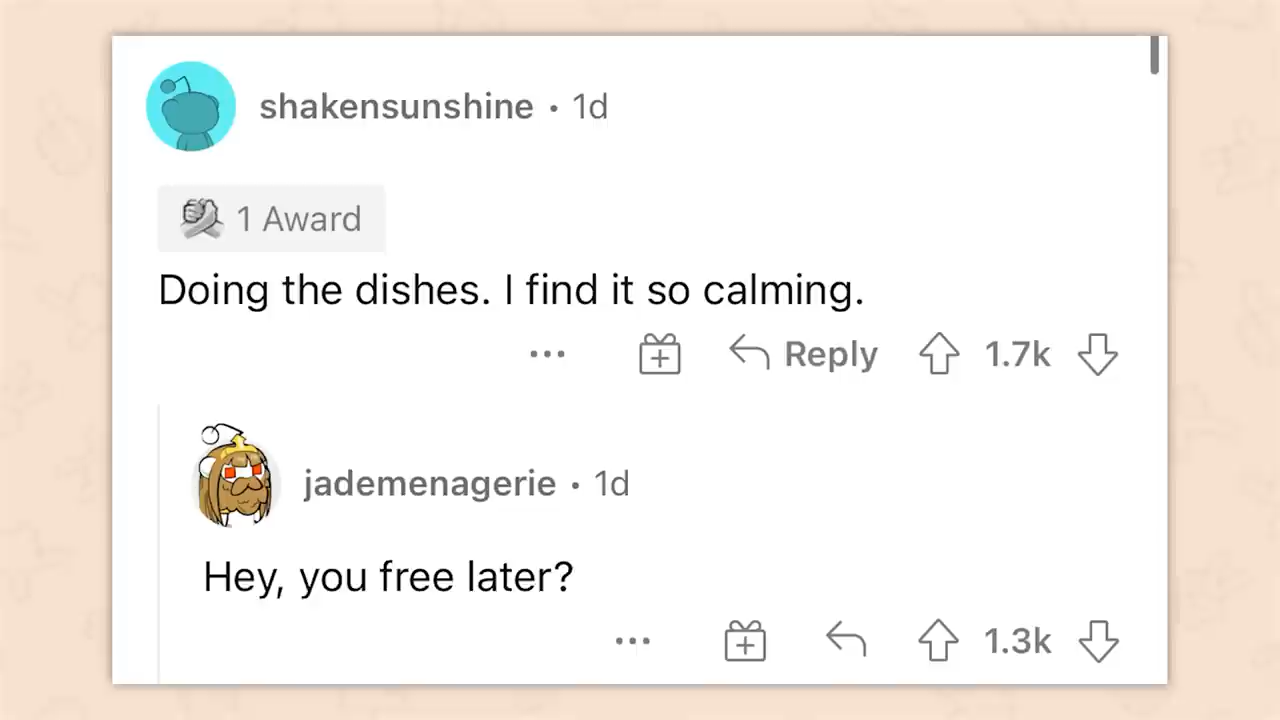 shakensunshine • 1d
1 Award
Doing the dishes. I find it so calming.
Reply 1.7k
jademenagerie • 1d
Hey, you free later?
1.3k